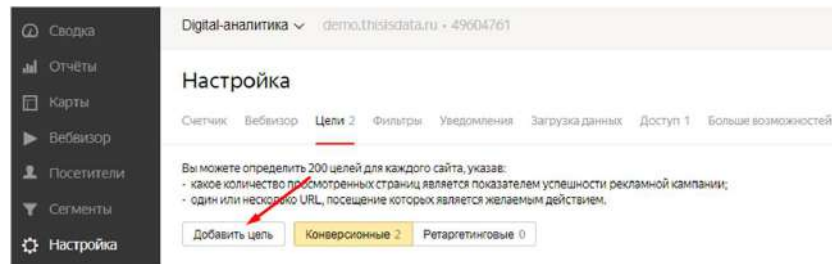 Сводка
Отчёты
Карты
Вебвизор
Посетители
Сегменты
Настройка
Digital-аналитика demo.thisisdata.ru • 49604761
Настройка
Счетчик Вебвизор Цели 2 Фильтры Уведомления Загрузка данных Доступ 1 Больше возможностей
Вы можете определить 200 целей для каждого сайта, указав:
- какое количество просмотренных страниц является показателем успешности рекламной кампании;
- один или несколько URL, посещение которых является желаемым действием.
Добавить цель Конверсионные 2 Ретаргетинговые 0